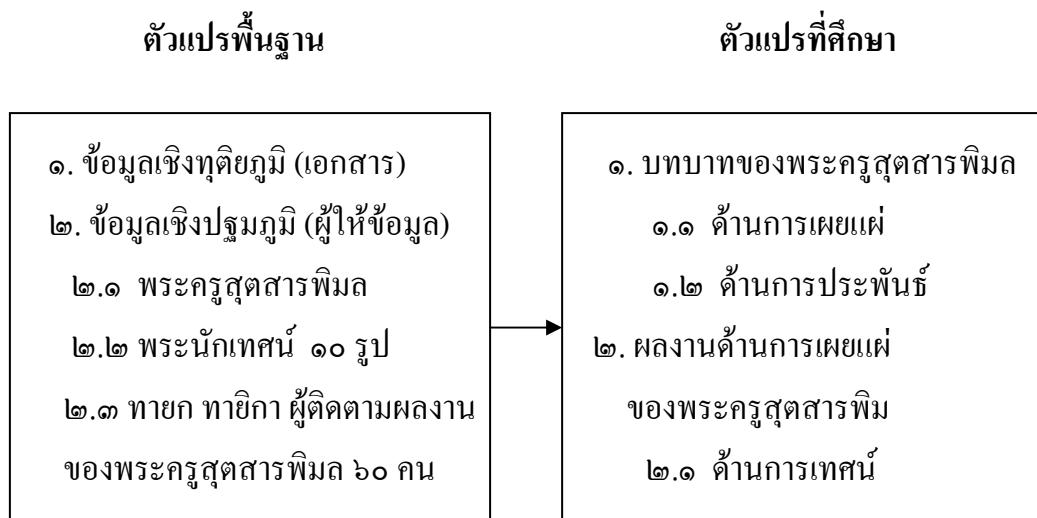 ตัวแปรพื้นฐาน
ตัวแปรที่ศึกษา
๑. ข้อมูลเชิงทุติยภูมิ (เอกสาร)
๒. ข้อมูลเชิงปฐมภูมิ (ผู้ให้ข้อมูล)
๒.๑ พระครูสุตสารพิมล
๒.๒ พระนักเทศน์ ๑๐ รูป
๒.๓ ทายก ทายิกา ผู้ติดตามผลงาน
ของพระครูสุตสารพิมล ๖๐ คน
๑. บทบาทของพระครูสุตสารพิมล
๑.๑ ด้านการเผยแผ่
๑.๒ ด้านการประพันธ์
๒. ผลงานด้านการเผยแผ่
ของพระครูสุตสารพิม
๒.๑ ด้านการเทศน์